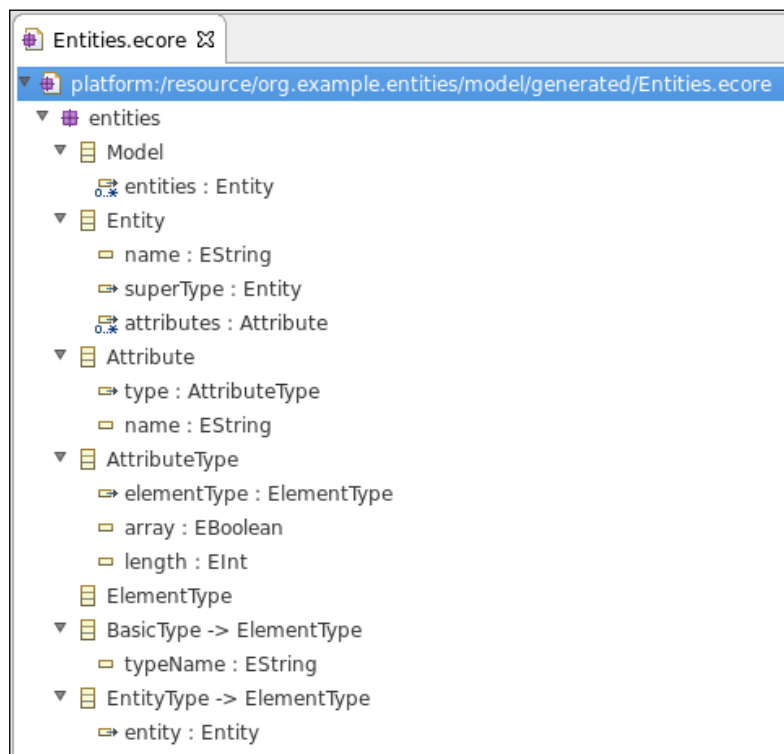 Entities.ecore
platform:/resource/org.example.entities/model/generated/Entities.ecore
entities
Model
0..* entities : Entity
Entity
name : EString
superType : Entity
0..* attributes : Attribute
Attribute
type : AttributeType
name : EString
AttributeType
elementType : ElementType
array : EBoolean
length : EInt
ElementType
BasicType -> ElementType
typeName : EString
EntityType -> ElementType
entity : Entity